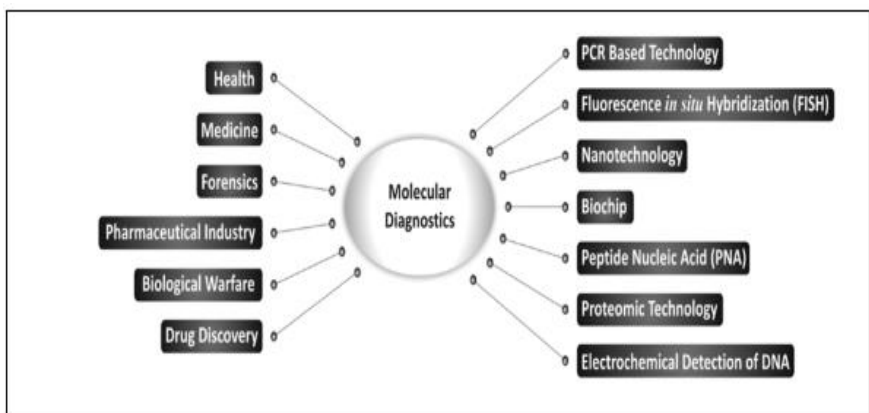 Health
Medicine
Forensics
Pharmaceutical Industry
Biological Warfare
Drug Discovery
Molecular
Diagnostics
PCR Based Technology
Fluorescence in situ Hybridization (FISH)
Nanotechnology
Biochip
Peptide Nucleic Acid (PNA)
Proteomic Technology
Electrochemical Detection of DNA